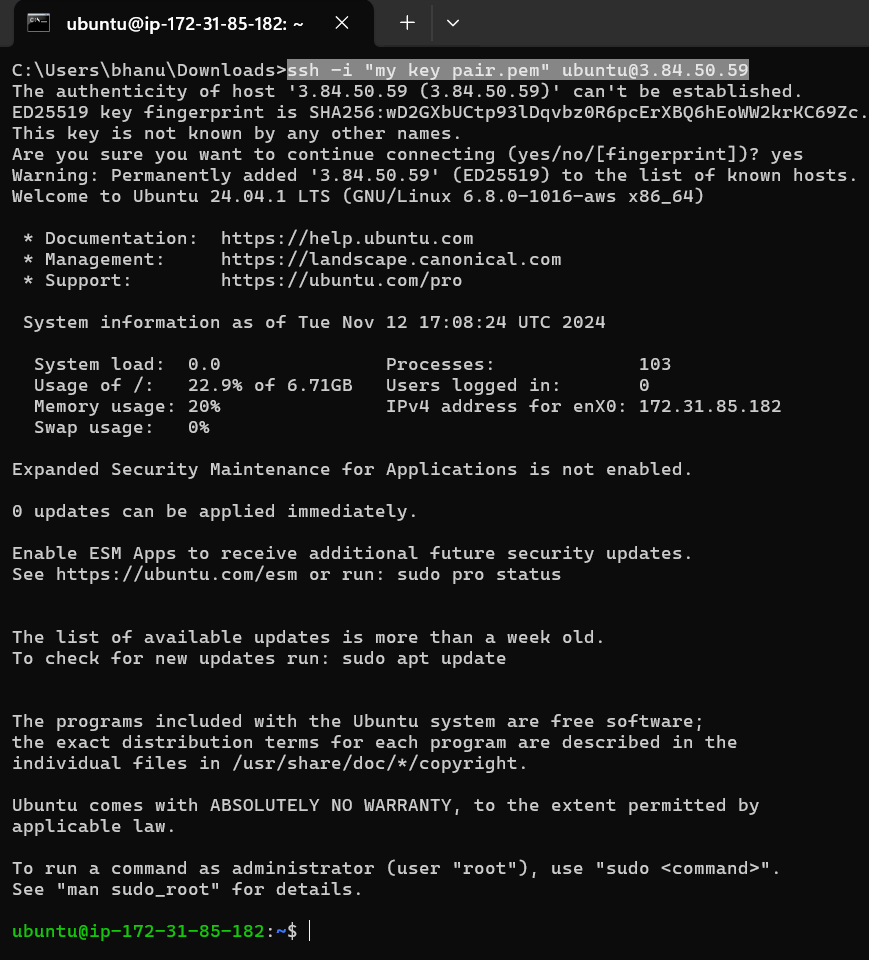 ubuntu@ip-172-31-85-182: ~
C:\Users\bhanu\Downloads>ssh -i "my key pair.pem" ubuntu@3.84.50.59
The authenticity of host '3.84.50.59 (3.84.50.59)' can't be established.
ED25519 key fingerprint is SHA256:wD2GXbUCtp93lDqvbz0R6pcErXBQ6hEoWW2krKC69Zc.
This key is not known by any other names.
Are you sure you want to continue connecting (yes/no/[fingerprint])? yes
Warning: Permanently added '3.84.50.59' (ED25519) to the list of known hosts.
Welcome to Ubuntu 24.04.1 LTS (GNU/Linux 6.8.0-1016-aws x86_64)
* Documentation:  https://help.ubuntu.com
* Management:     https://landscape.canonical.com
* Support:        https://ubuntu.com/pro
System information as of Tue Nov 12 17:08:24 UTC 2024
System load:  0.0               Processes:             103
Usage of /:   22.9% of 6.71GB   Users logged in:       0
Memory usage: 20%               IPv4 address for enX0: 172.31.85.182
Swap usage:   0%
Expanded Security Maintenance for Applications is not enabled.
0 updates can be applied immediately.
Enable ESM Apps to receive additional future security updates.
See https://ubuntu.com/esm or run: sudo pro status
The list of available updates is more than a week old.
To check for new updates run: sudo apt update
The programs included with the Ubuntu system are free software;
the exact distribution terms for each program are described in the
individual files in /usr/share/doc/*/copyright.
Ubuntu comes with ABSOLUTELY NO WARRANTY, to the extent permitted by
applicable law.
To run a command as administrator (user "root"), use "sudo <command>".
See "man sudo_root" for details.
ubuntu@ip-172-31-85-182:~$